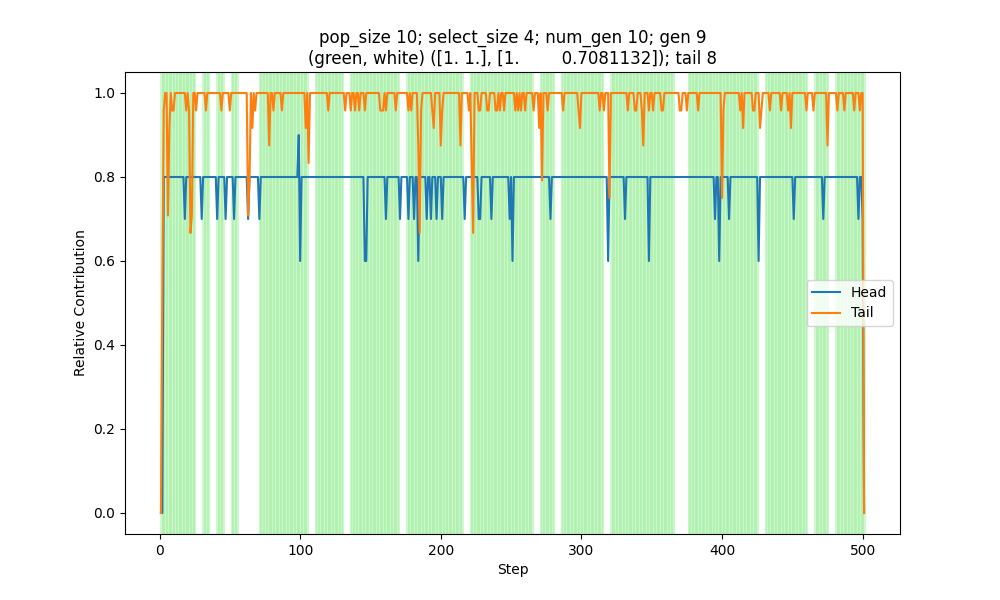 pop_size 10; select_size 4; num_gen 10; gen 9
(green, white) ([1. 1.], [1.        0.7081132]); tail 8
Relative Contribution
1.0
0.8
0.6
0.4
0.2
0.0
Head
Tail
0
100
200
300
400
500
Step